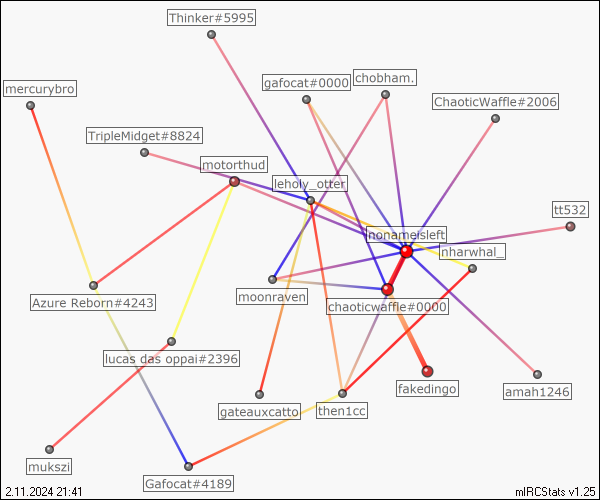 Thinker#5995
gafocat#0000
chobham.
mercurybro
ChaoticWaffle#2006
TripleMidget#8824
motorthud
leholy_otter
tt532
nonameisleft
nharwhal_
moonraven
Azure Reborn#4243
chaoticwaffle#0000
lucas das oppai#2396
fakedingo
amah1246
gateauxcatto
then1cc
mukszi
Gafocat#4189
2.11.2024 21:41
mIRCStats v1.25